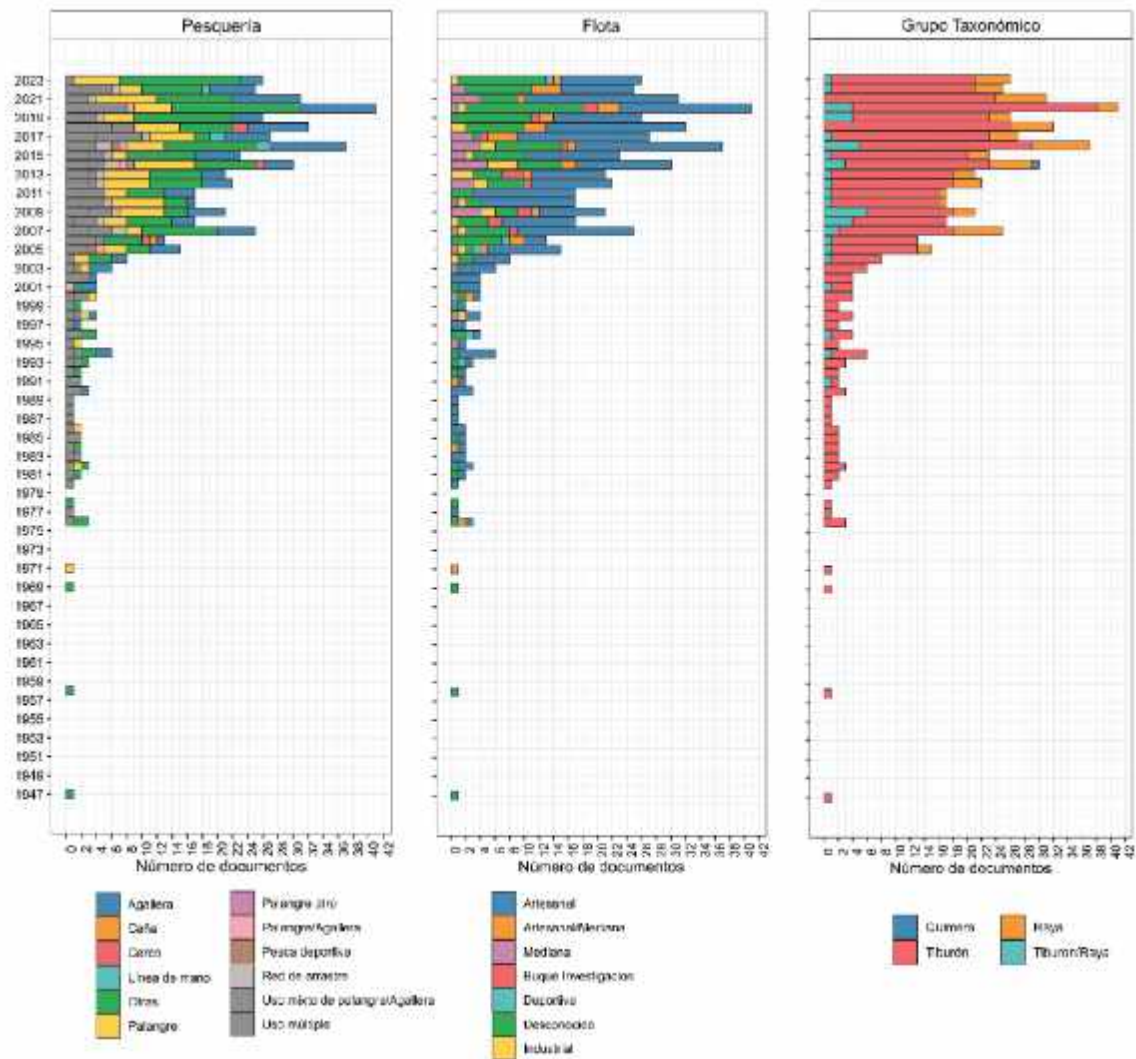 Pesquería
Flota
Grupo Taxonómico
2023
2021
2019
2017
2015
2013
2011
2009
2007
2005
2003
2001
1999
1997
1995
1993
1991
1989
1987
1985
1983
1981
1979
1977
1975
1973
1971
1969
1967
1965
1963
1961
1959
1957
1955
1953
1951
1949
1947
0 2 4 6 8 10 12 14 16 18 20 22 24 26 28 30 32 34 36 38 40 42
0 2 4 6 8 10 12 14 16 18 20 22 24 26 28 30 32 34 36 38 40 42
0 2 4 6 8 10 12 14 16 18 20 22 24 26 28 30 32 34 36 38 40 42
Número de documentos
Número de documentos
Número de documentos
Agallera
Caña
Cerco
Línea de mano
Otras
Palangre
Palangre
Palangre/Agallera
Pesca deportiva
Red de arrastre
Uso mixto de palangre/Agallera
Uso múltiple
Artesanal
Artesanal/Mediana
Mediana
Buque Investigación
Deportiva
Desconocido
Industrial
Quimera
Tiburón
Raya
Tiburón/Raya